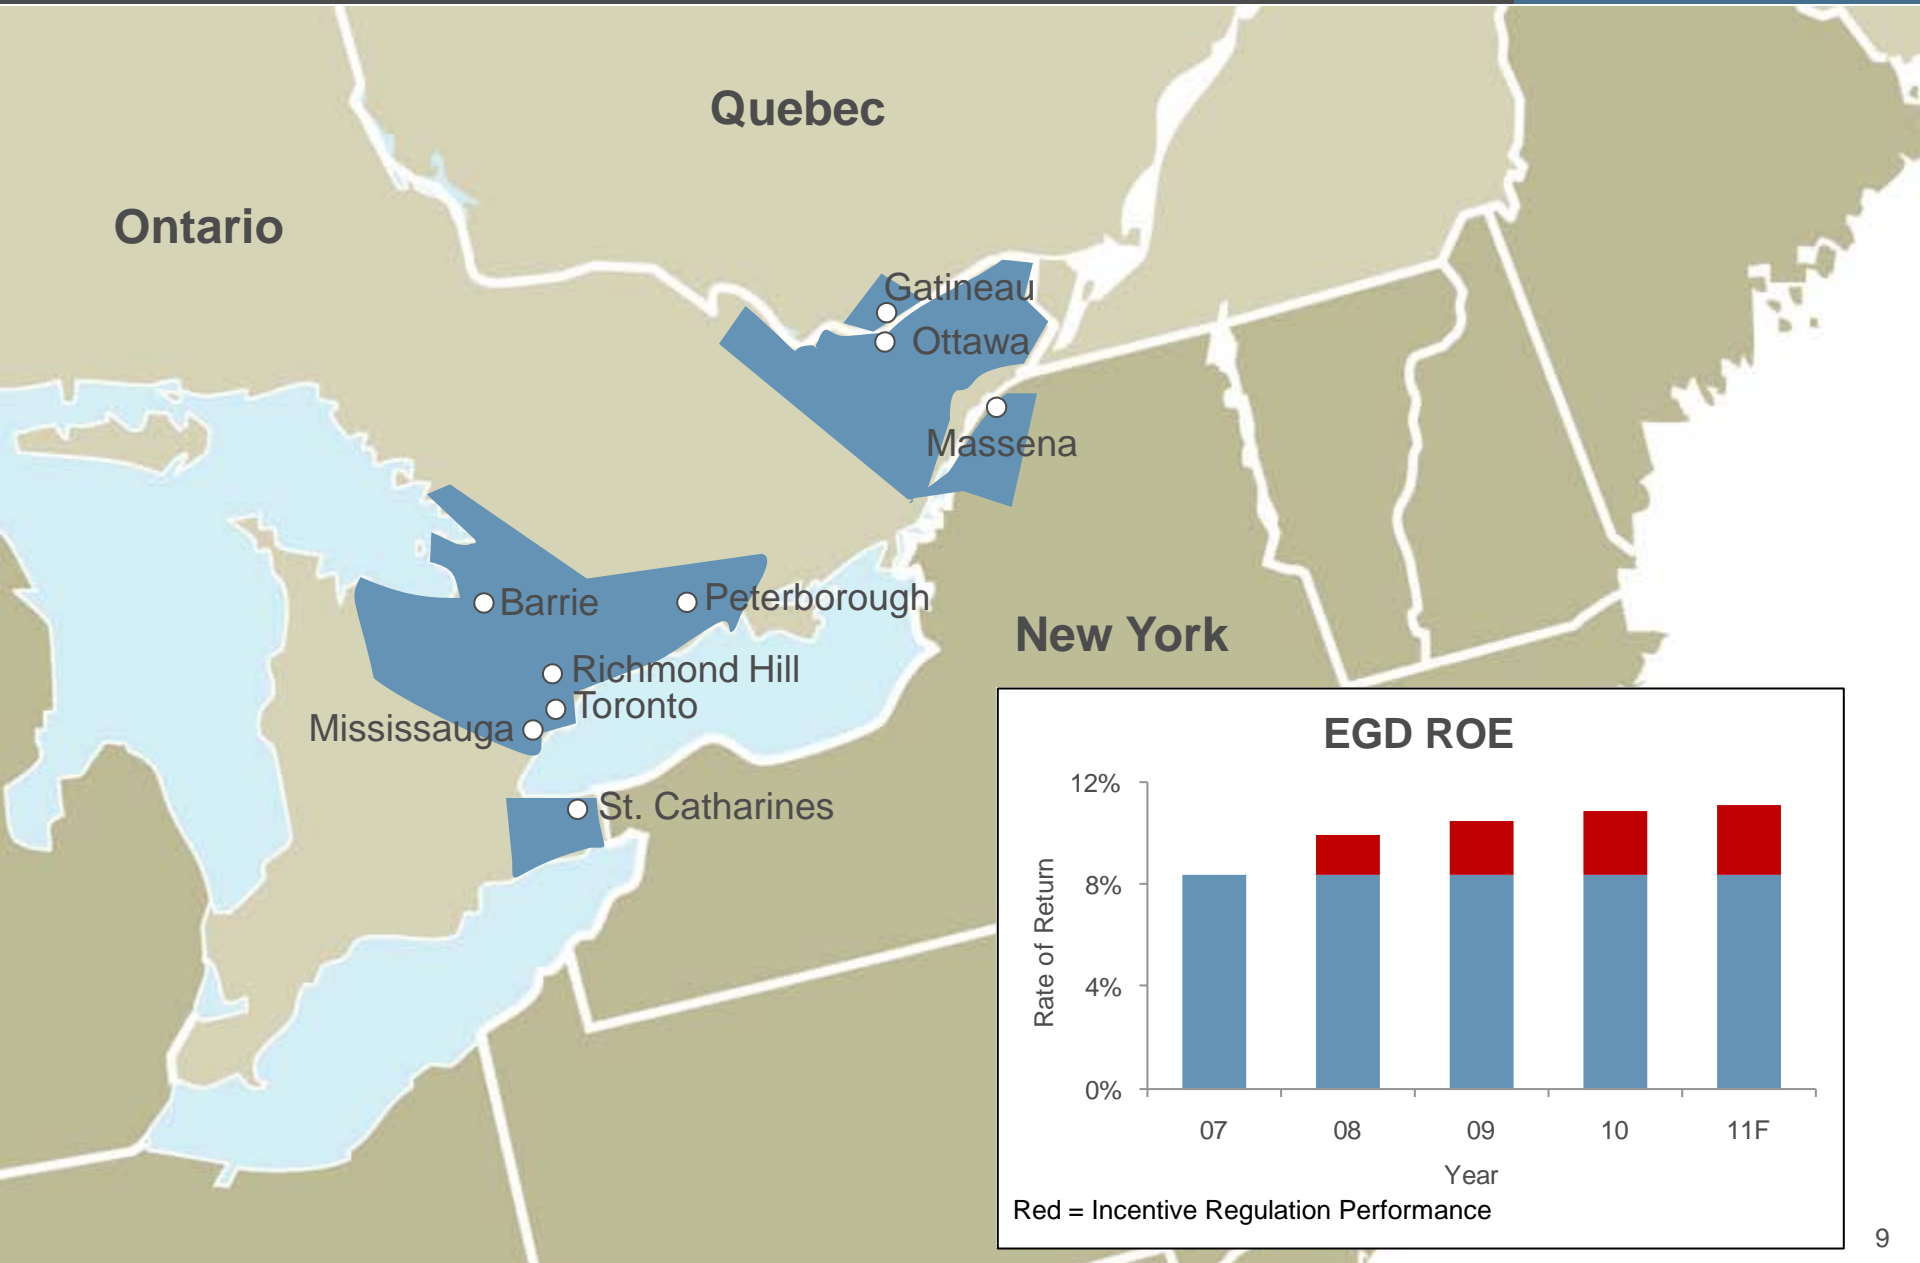 Quebec
Ontario
Gatineau
Ottawa
Massena
Barrie
Peterborough
New York
Richmond Hill
Toronto
Mississauga
St. Catharines
EGD ROE
12%
8%
4%
0%
Rate of Return
07 08 09 10 11F
Year
Red = Incentive Regulation Performance
9